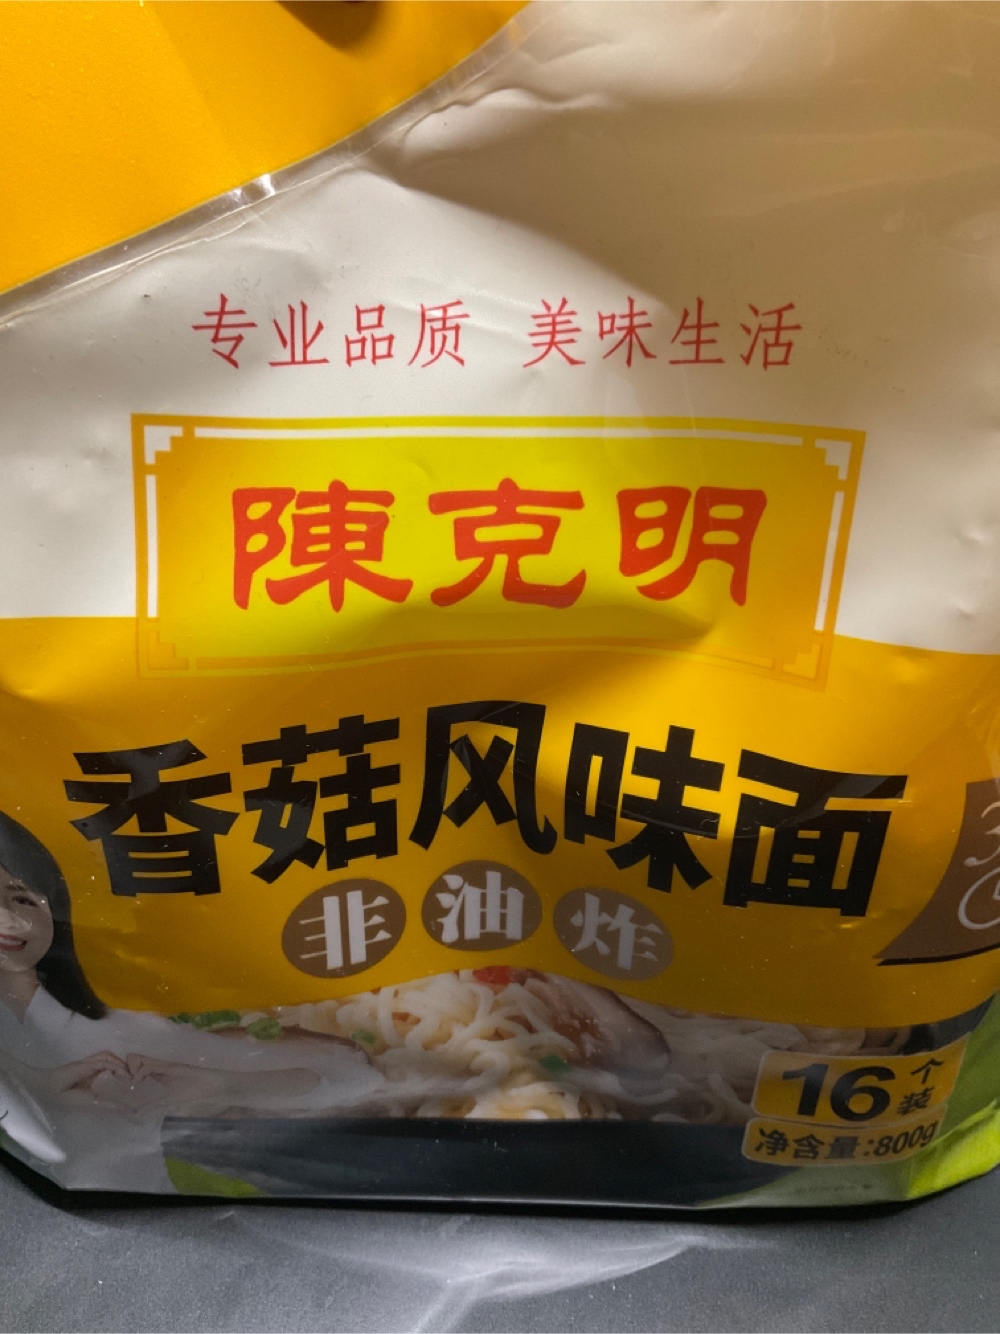 专业品质 美味生活
陳克明
香菇风味面
非油炸
16个装
净含量:800g